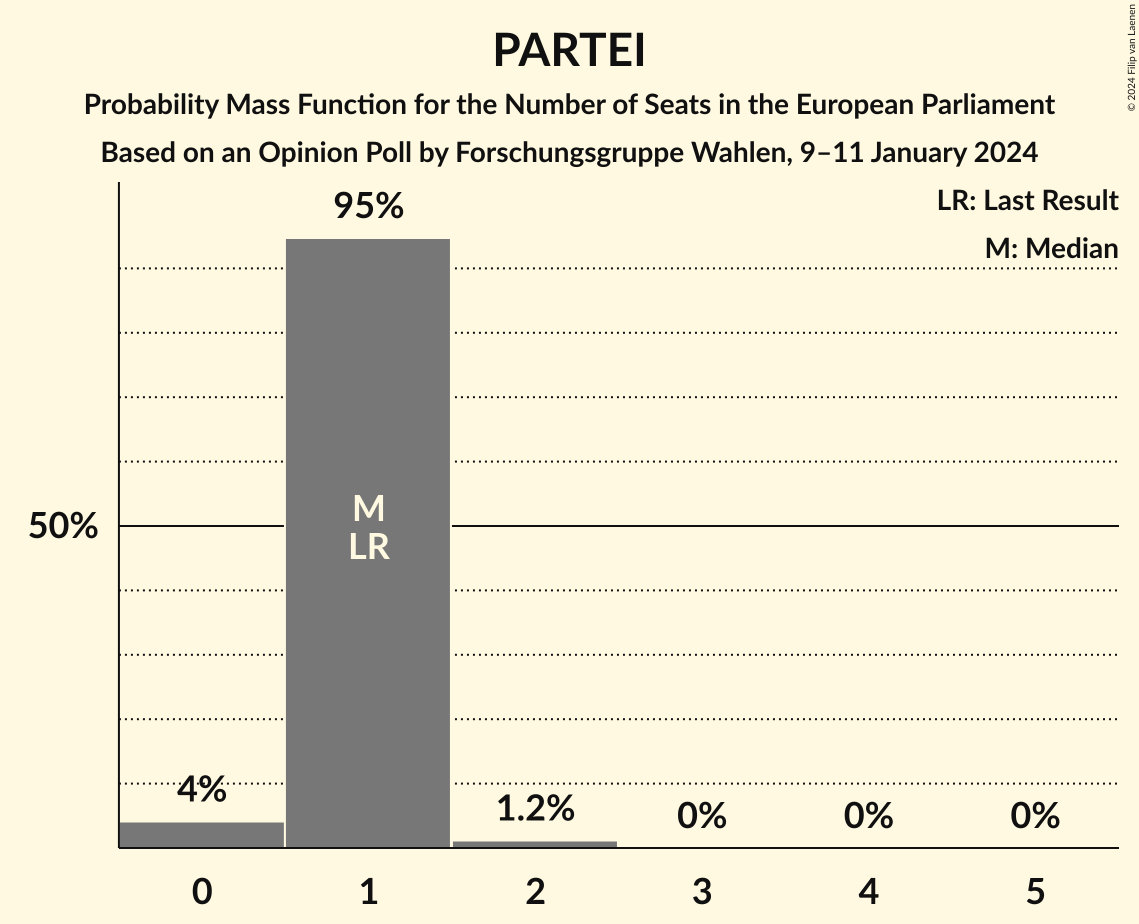 PARTEI
Probability Mass Function for the Number of Seats in the European Parliament
Based on an Opinion Poll by Forschungsgruppe Wahlen, 9–11 January 2024
© 2024 Filip van Laenen
LR: Last Result
M: Median
95%
50%
M
LR
4%
1.2%
0%
0%
0%
0
1
2
3
4
5